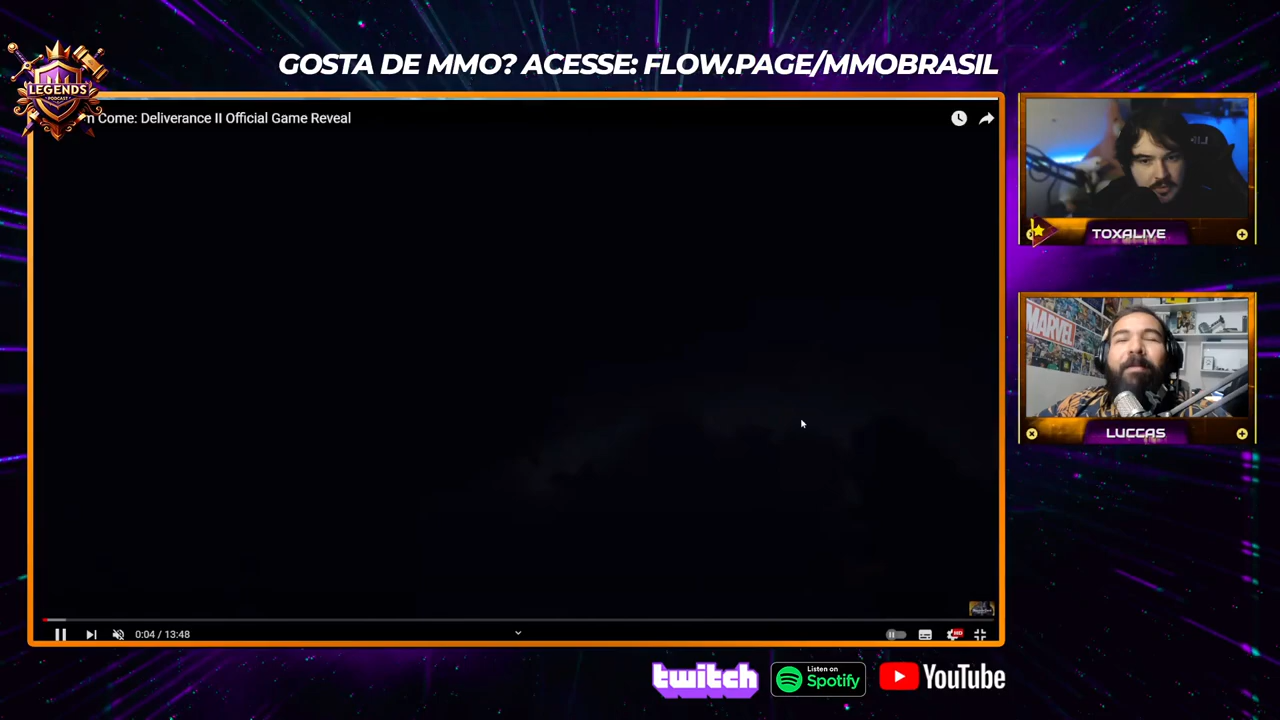 GOSTA DE MMO? ACESSE: FLOW.PAGE/MMOBRASIL
LEGENDS
PODCAST
m Come: Deliverance II Official Game Reveal
TOXALIVE
MARVEL
LUCCAS
0:04 / 13:48
HD
twitch
Listen on
Spotify
YouTube